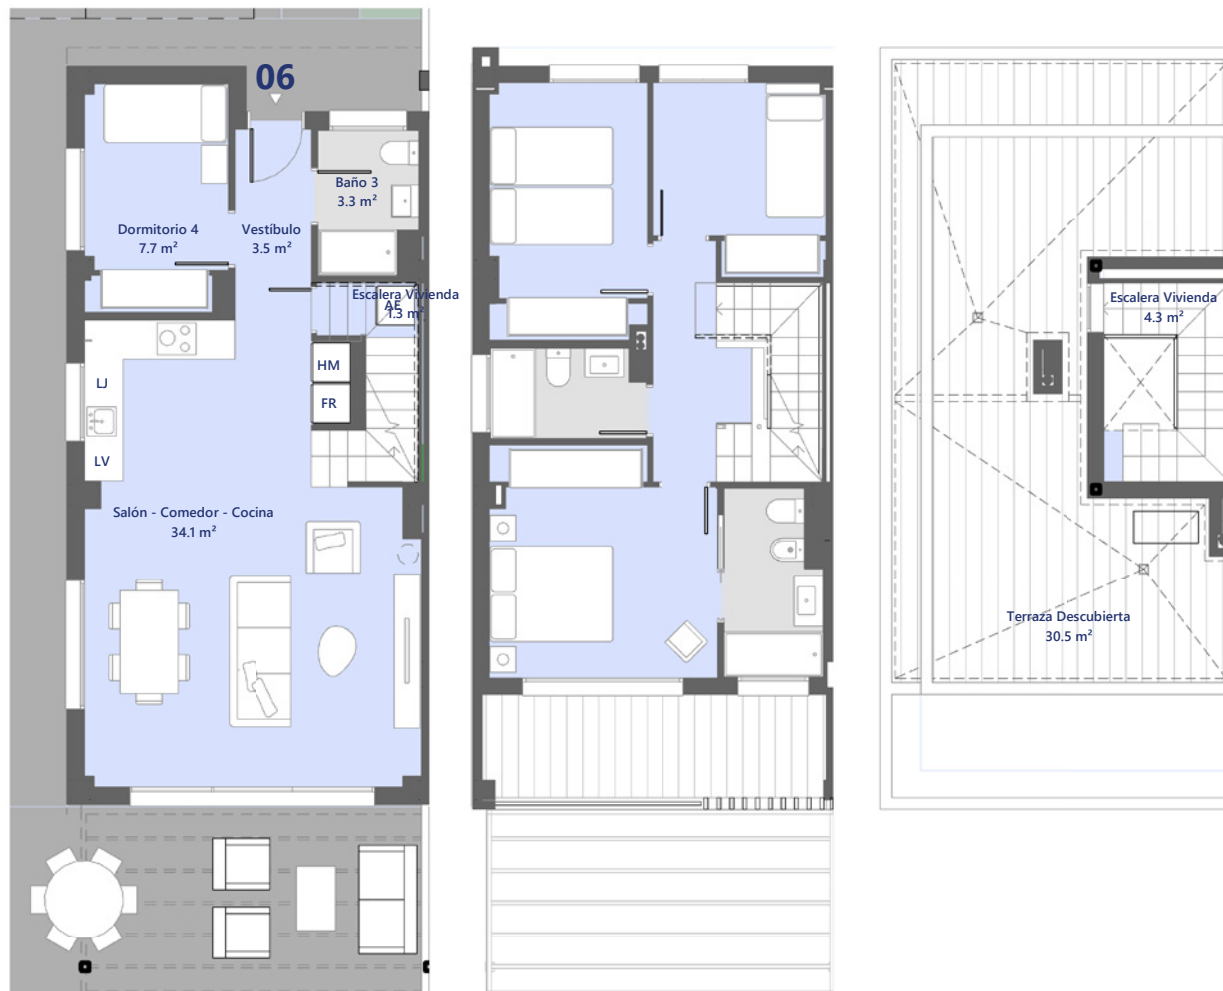 06
Baño 3
3.3 m²
Dormitorio 4
7.7 m²
Vestíbulo
3.5 m²
Escalera Vivienda
1.3 m²
AE
HM
FR
LJ
LV
Salón - Comedor - Cocina
34.1 m²
Escalera Vivienda
4.3 m²
Terraza Descubierta
30.5 m²